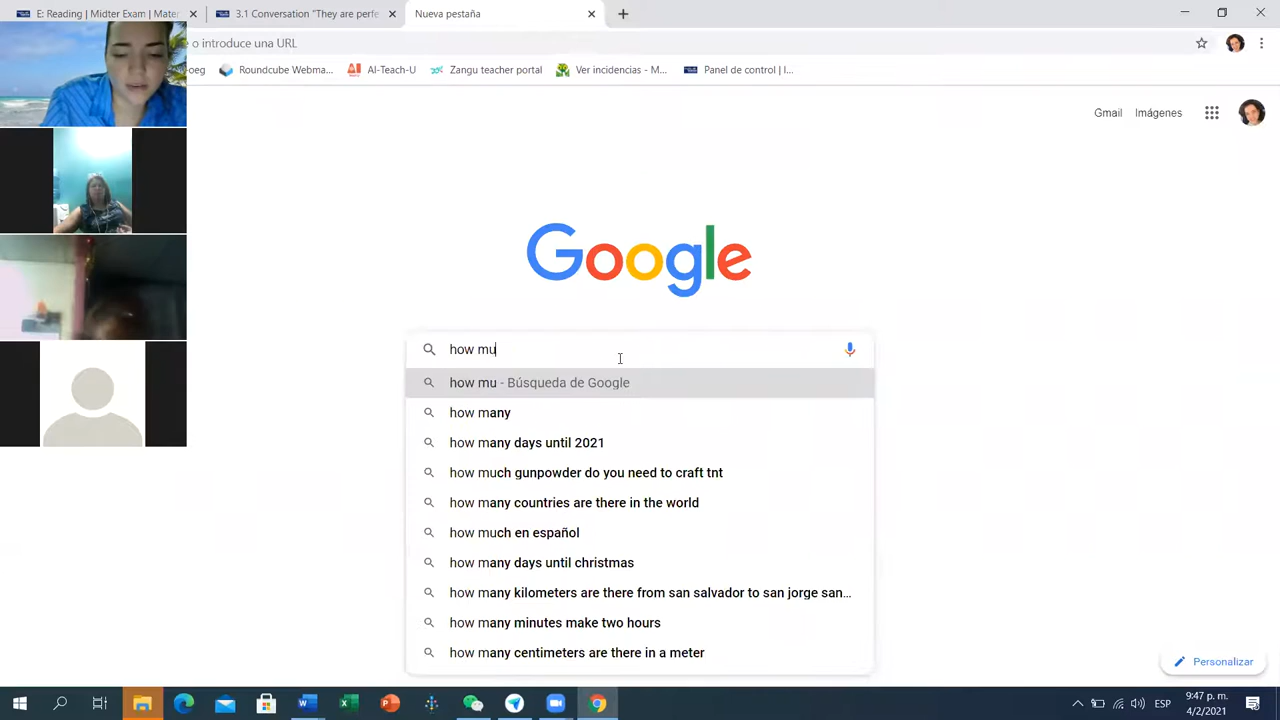 E: Reading | Midter Exam | Mater
3.1 Conversation "They're perfe
Nueva pestaña
o introduce una URL
oeg
Roundcube Webma...
AI-Teach-U
Zangu teacher portal
Ver incidencias - M...
Panel de control | I...
Gmail
Imágenes
Google
how mu
how mu - Búsqueda de Google
how many
how many days until 2021
how much gunpowder do you need to craft tnt
how many countries are there in the world
how much en español
how many days until christmas
how many kilometers are there from san salvador to san jorge san...
how many minutes make two hours
how many centimeters are there in a meter
Personalizar
ESP
9:47 p. m.
4/2/2021